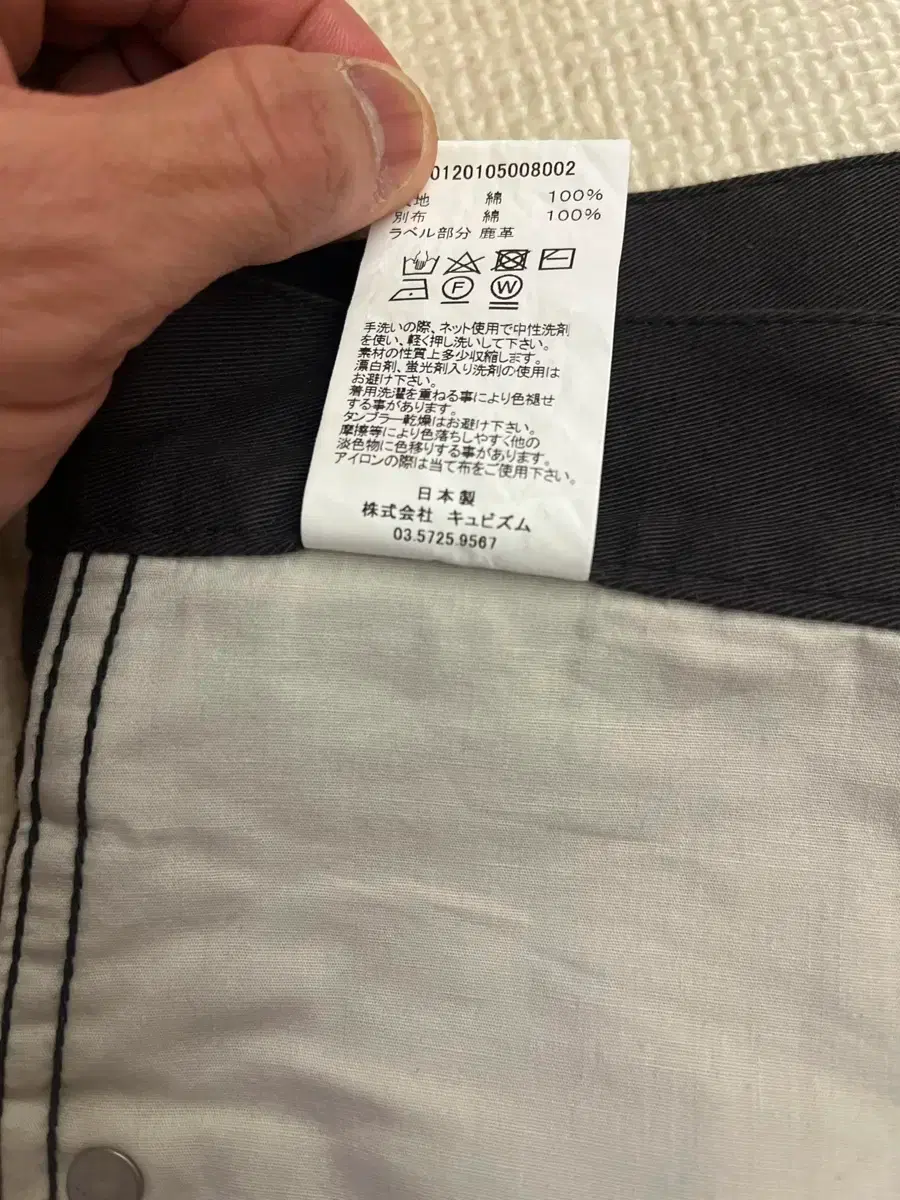 0120105008002
地 綿 100%
別布 綿 100%
ラベル部分 鹿革
F W
手洗いの際、ネット使用で中性洗剤
を使い、軽く押し洗いして下さい。
素材の性質上多少収縮します。
漂白剤、蛍光剤入り洗剤の使用は
お避け下さい。
着用洗濯を重ねる事により色褪せ
する事があります。
タンブラー乾燥はお避け下さい。
摩擦等により色落ちしやすく他の
淡色物に色移りする事があります。
アイロンの際は当て布をご使用下さい。
日本製
株式会社 キュビズム
03.5725.9567